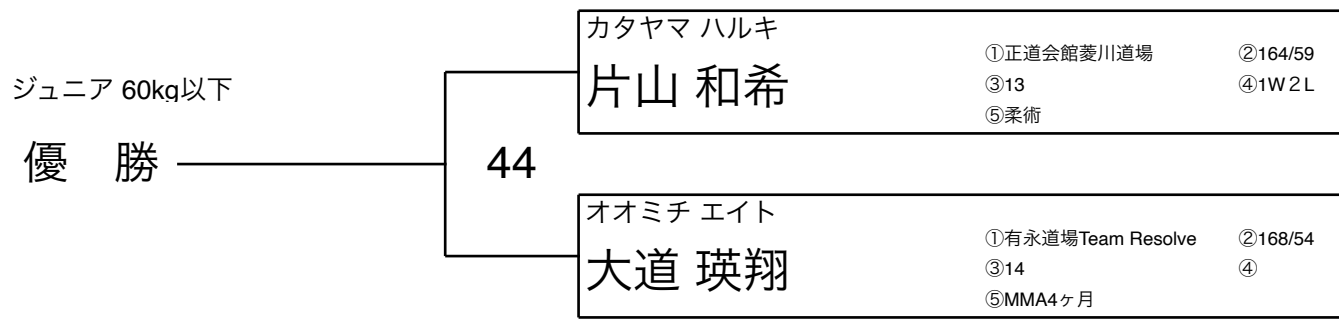 ジュニア 60kg以下
優 勝
44
カタヤマ ハルキ
片山 和希
①正道会館菱川道場 ②164/59
③13 ④1W２L
⑤柔術
オオミチ エイト
大道 瑛翔
①有永道場Team Resolve ②168/54
③14 ④
⑤MMA4ヶ月